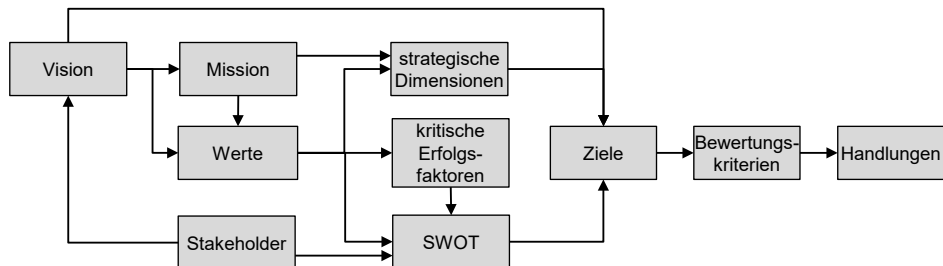 Vision
Mission
strategische
Dimensionen
Werte
kritische
Erfolgs-
faktoren
Ziele
Bewertungs-
kriterien
Handlungen
Stakeholder
SWOT